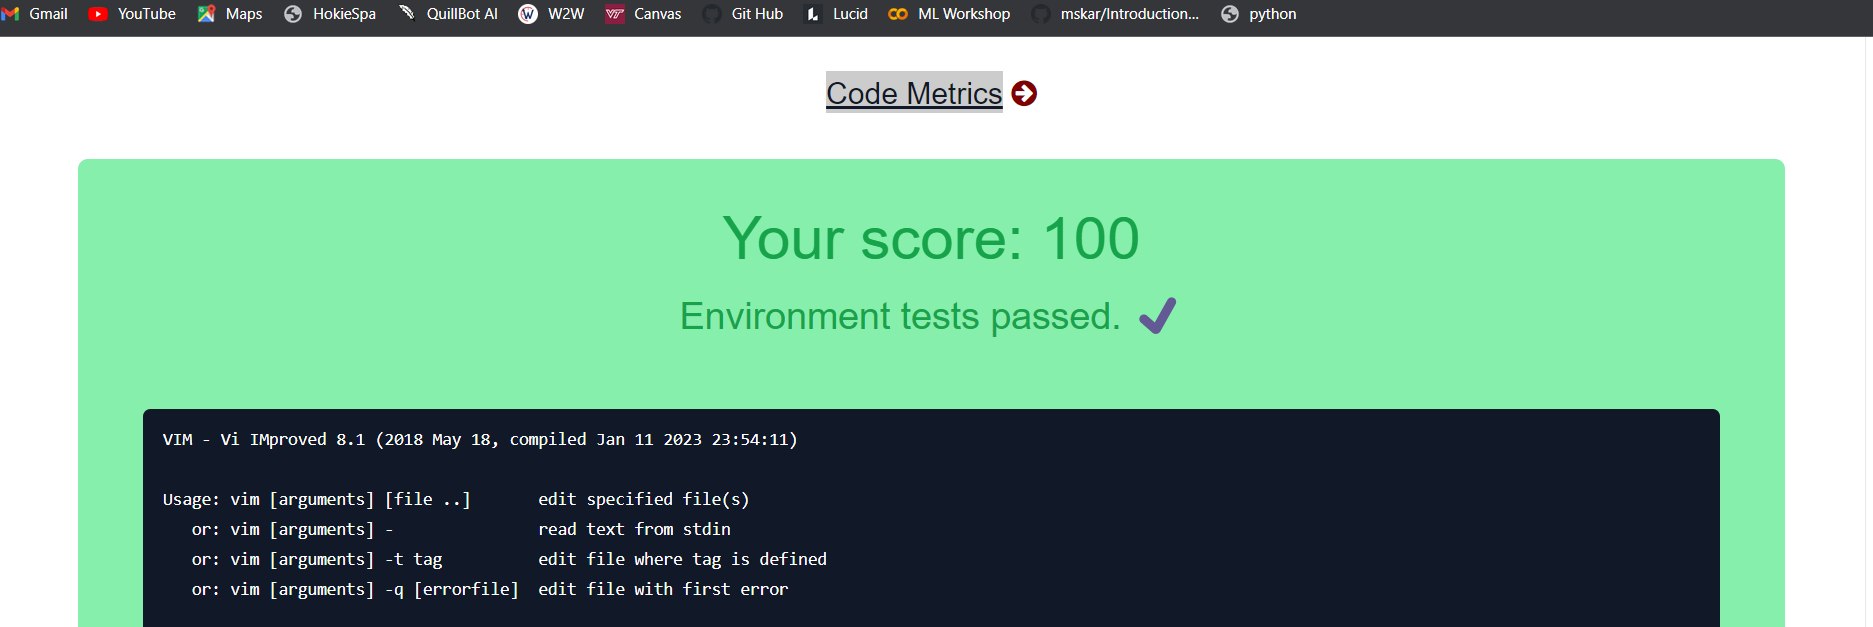 Gmail YouTube Maps HokieSpa QuillBot AI W2W Canvas Git Hub Lucid ML Workshop mskar/Introduction... python
Code Metrics
Your score: 100
Environment tests passed.
VIM - Vi IMproved 8.1 (2018 May 18, compiled Jan 11 2023 23:54:11)
Usage: vim [arguments] [file ..]       edit specified file(s)
   or: vim [arguments] -               read text from stdin
   or: vim [arguments] -t tag          edit file where tag is defined
   or: vim [arguments] -q [errorfile]  edit file with first error